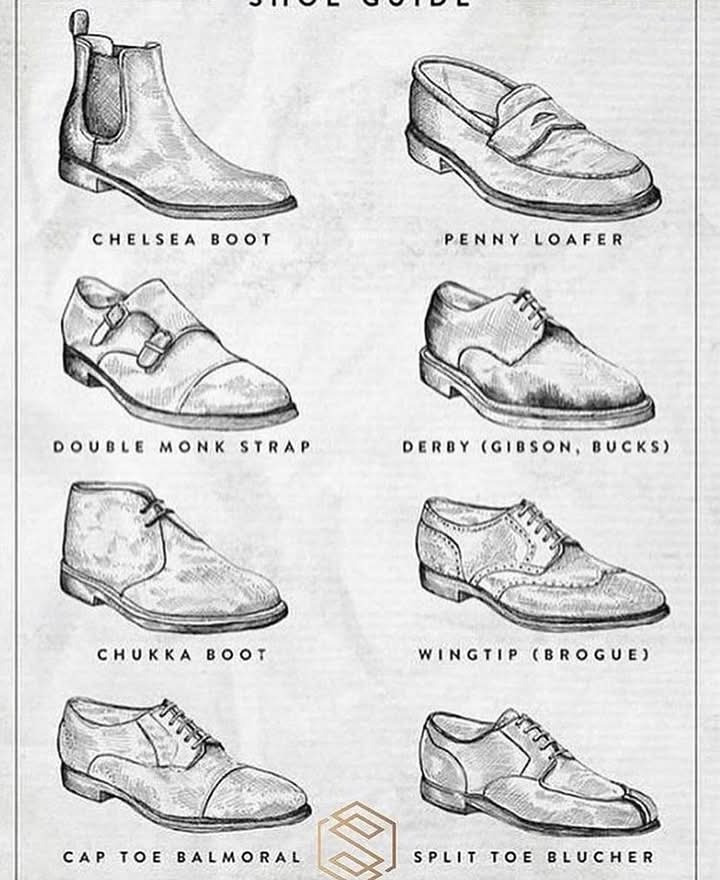 SHOE GUIDE
CHELSEA BOOT
PENNY LOAFER
DOUBLE MONK STRAP
DERBY (GIBSON, BUCKS)
CHUKKA BOOT
WINGTIP (BROGUE)
CAP TOE BALMORAL
SPLIT TOE BLUCHER